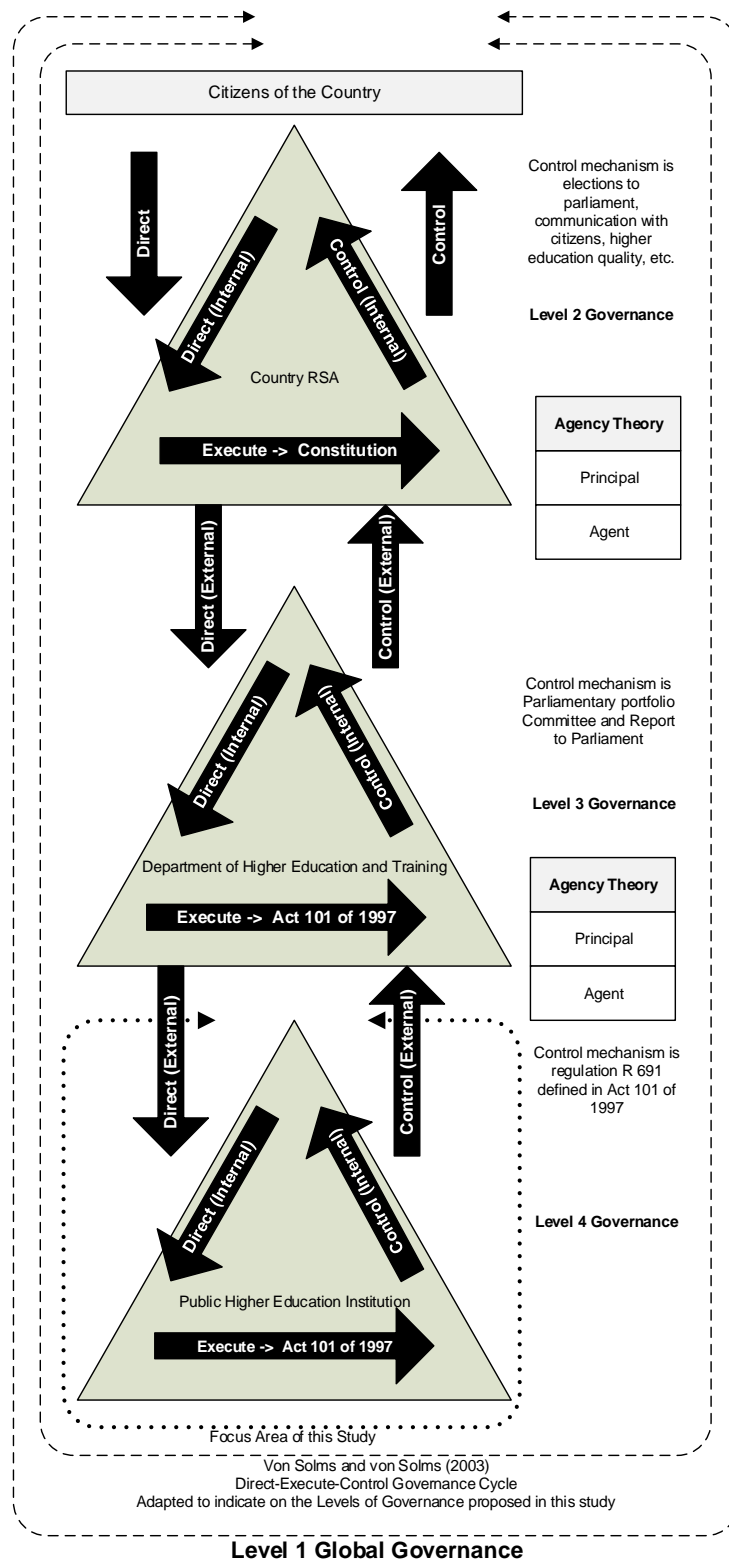 Citizens of the Country
Direct
Control
Direct (Internal)
Control (Internal)
Country RSA
Execute -> Constitution
Control mechanism is
elections to
parliament,
communication with
citizens, higher
education quality, etc.
Level 2 Governance
Agency Theory
Principal
Agent
Direct (External)
Control (External)
Direct (Internal)
Control (Internal)
Department of Higher Education and Training
Execute -> Act 101 of 1997
Control mechanism is
Parliamentary portfolio
Committee and Report
to Parliament
Level 3 Governance
Agency Theory
Principal
Agent
Direct (External)
Control (External)
Control mechanism is
regulation R 691
defined in Act 101 of
1997
Direct (Internal)
Control (Internal)
Level 4 Governance
Public Higher Education Institution
Execute -> Act 101 of 1997
Focus Area of this Study
Von Solms and von Solms (2003)
Direct-Execute-Control Governance Cycle
Adapted to indicate on the Levels of Governance proposed in this study
Level 1 Global Governance